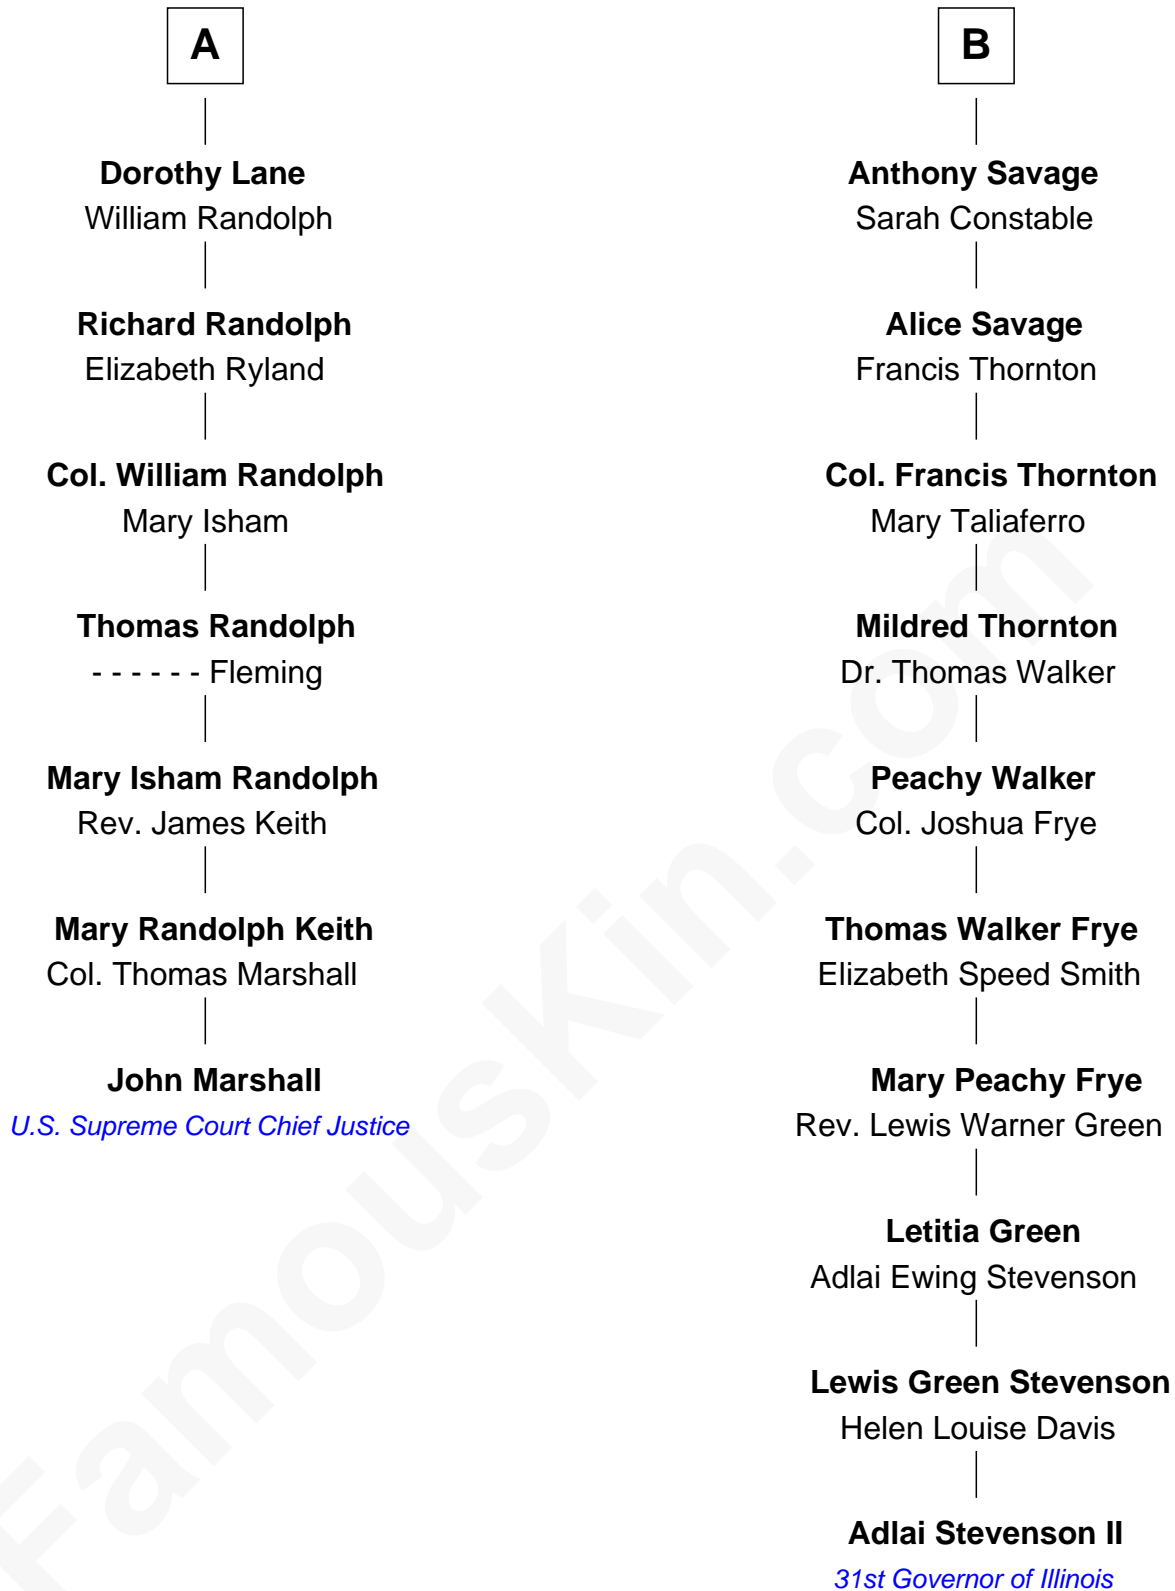 A
Dorothy Lane
William Randolph
Richard Randolph
Elizabeth Ryland
Col. William Randolph
Mary Isham
Thomas Randolph
- - - - - - Fleming
Mary Isham Randolph
Rev. James Keith
Mary Randolph Keith
Col. Thomas Marshall
John Marshall
U.S. Supreme Court Chief Justice
B
Anthony Savage
Sarah Constable
Alice Savage
Francis Thornton
Col. Francis Thornton
Mary Taliaferro
Mildred Thornton
Dr. Thomas Walker
Peachy Walker
Col. Joshua Frye
Thomas Walker Frye
Elizabeth Speed Smith
Mary Peachy Frye
Rev. Lewis Warner Green
Letitia Green
Adlai Ewing Stevenson
Lewis Green Stevenson
Helen Louise Davis
Adlai Stevenson II
31st Governor of Illinois
FamousKin.com